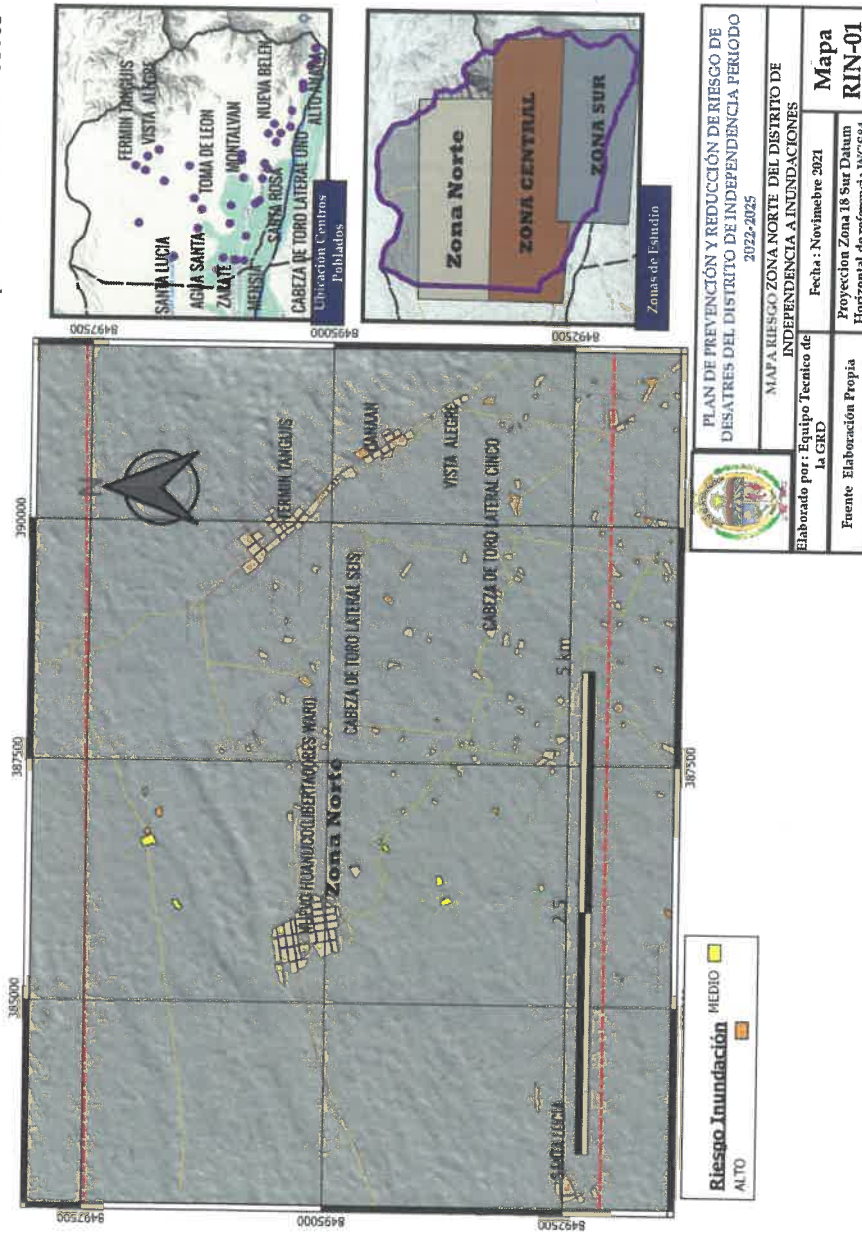 385000
387500
390000
8497500
8495000
8492500
FERMIN TANGUIS
CANAAN
VISTA ALEGRE
CABEZA DE TORO LATERAL SEIS
CABEZA DE TORO LATERAL CINCO
Zona Norte
SANTA LUCIA
2.5
5 km
8497500
8495000
8492500
387500
Riesgo Inundación
MEDIO
ALTO
FERMIN TANGUIS
VISTA ALEGRE
SANTA LUCIA
TOMA DE LEON
AGUA SANTA
MONTALVAN
ZARATE
NUEVA BELEN
SANTA ROSA
CABEZA DE TORO LATERAL UNO
Ubicación Centros
Poblados
Zona Norte
ZONA CENTRAL
ZONA SUR
Zonas de Estudio
PLAN DE PREVENCIÓN Y REDUCCIÓN DE RIESGO DE
DESATRES DEL DISTRITO DE INDEPENDENCIA PERIODO
2022-2025
MAPA RIESGO ZONA NORTE DEL DISTRITO DE
INDEPENDENCIA A INUNDACIONES
Elaborado por : Equipo Tecnico de
la GRD
Fecha : Novimebre 2021
Mapa
RIN-01
Fuente Elaboración Propia
Proyeccion Zona 18 Sur Datum